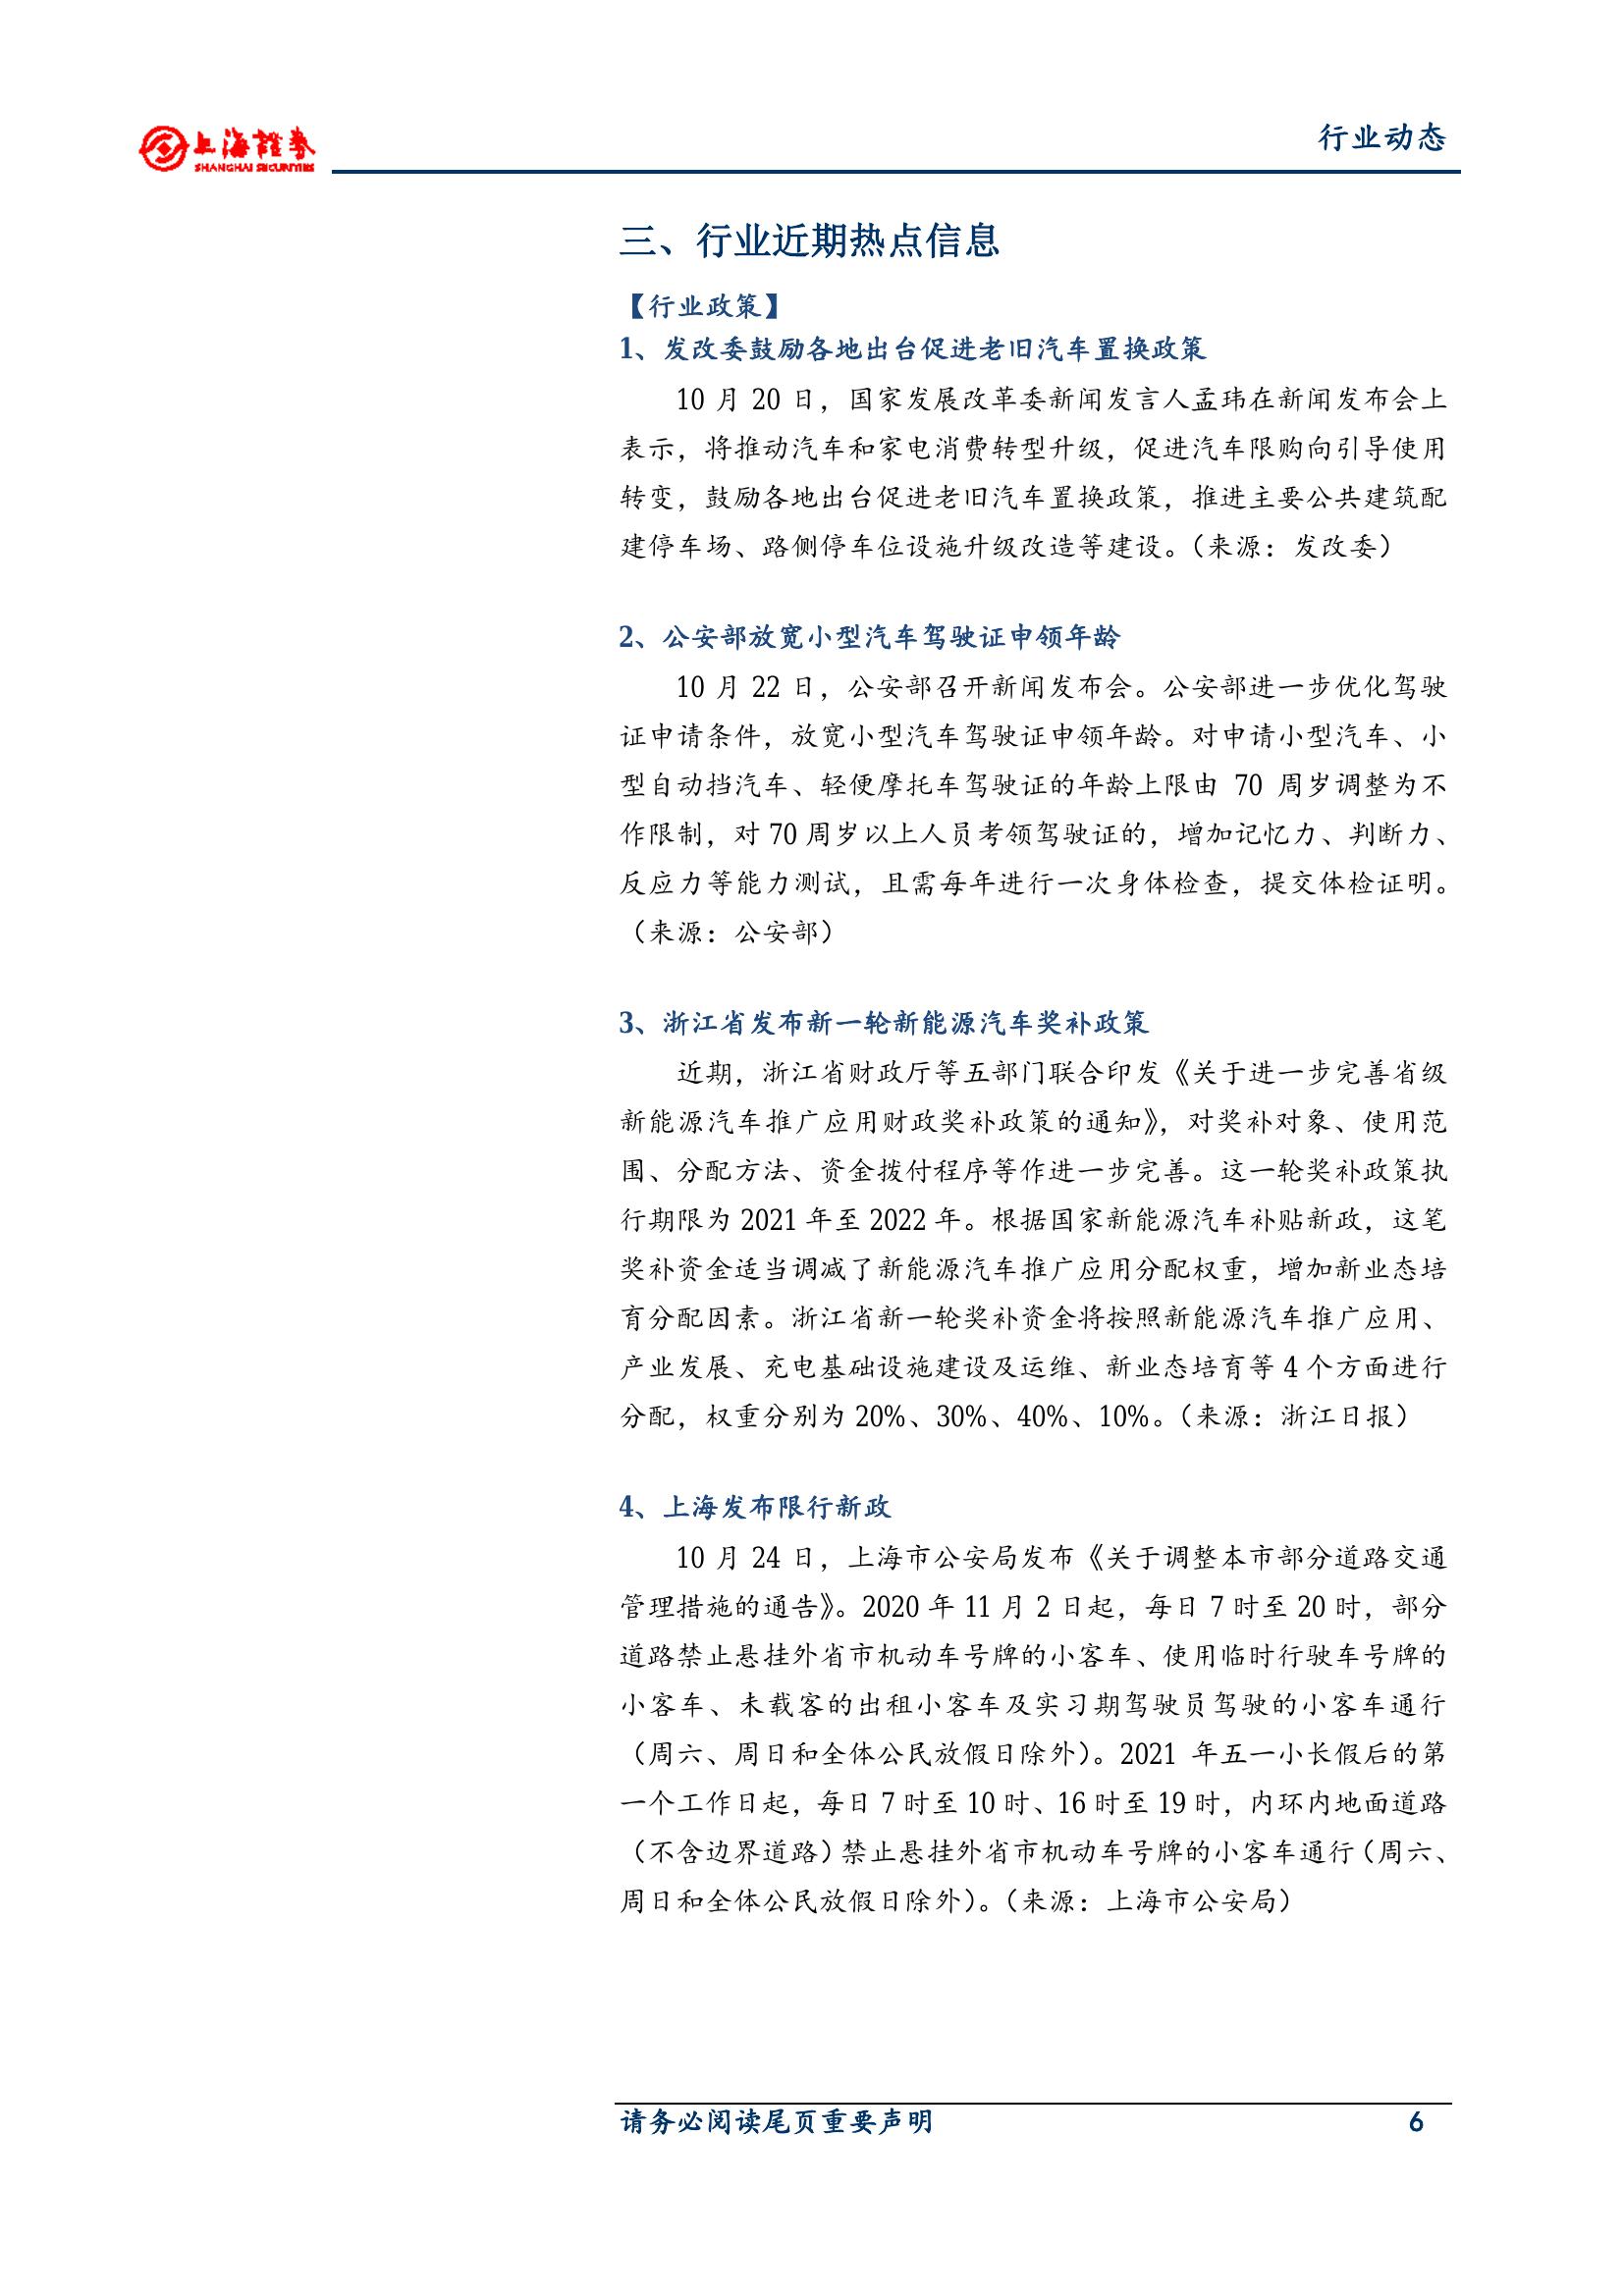 上海證券
SHANGHAI SECURITIES
行业动态
三、行业近期热点信息
【行业政策】
1、发改委鼓励各地出台促进老旧汽车置换政策
10 月 20 日，国家发展改革委新闻发言人孟玮在新闻发布会上
表示，将推动汽车和家电消费转型升级，促进汽车限购向引导使用
转变，鼓励各地出台促进老旧汽车置换政策，推进主要公共建筑配
建停车场、路侧停车位设施升级改造等建设。（来源：发改委）
2、公安部放宽小型汽车驾驶证申领年龄
10 月 22 日，公安部召开新闻发布会。公安部进一步优化驾驶
证申请条件，放宽小型汽车驾驶证申领年龄。对申请小型汽车、小
型自动挡汽车、轻便摩托车驾驶证的年龄上限由 70 周岁调整为不
作限制，对 70 周岁以上人员考领驾驶证的，增加记忆力、判断力、
反应力等能力测试，且需每年进行一次身体检查，提交体检证明。
（来源：公安部）
3、浙江省发布新一轮新能源汽车奖补政策
近期，浙江省财政厅等五部门联合印发《关于进一步完善省级
新能源汽车推广应用财政奖补政策的通知》，对奖补对象、使用范
围、分配方法、资金拨付程序等作进一步完善。这一轮奖补政策执
行期限为 2021 年至 2022 年。根据国家新能源汽车补贴新政，这笔
奖补资金适当调减了新能源汽车推广应用分配权重，增加新业态培
育分配因素。浙江省新一轮奖补资金将按照新能源汽车推广应用、
产业发展、充电基础设施建设及运维、新业态培育等 4 个方面进行
分配，权重分别为 20%、30%、40%、10%。（来源：浙江日报）
4、上海发布限行新政
10 月 24 日，上海市公安局发布《关于调整本市部分道路交通
管理措施的通告》。2020 年 11 月 2 日起，每日 7 时至 20 时，部分
道路禁止悬挂外省市机动车号牌的小客车、使用临时行驶车号牌的
小客车、未载客的出租小客车及实习期驾驶员驾驶的小客车通行
（周六、周日和全体公民放假日除外）。2021 年五一小长假后的第
一个工作日起，每日 7 时至 10 时、16 时至 19 时，内环内地面道路
（不含边界道路）禁止悬挂外省市机动车号牌的小客车通行（周六、
周日和全体公民放假日除外）。（来源：上海市公安局）
请务必阅读尾页重要声明 6